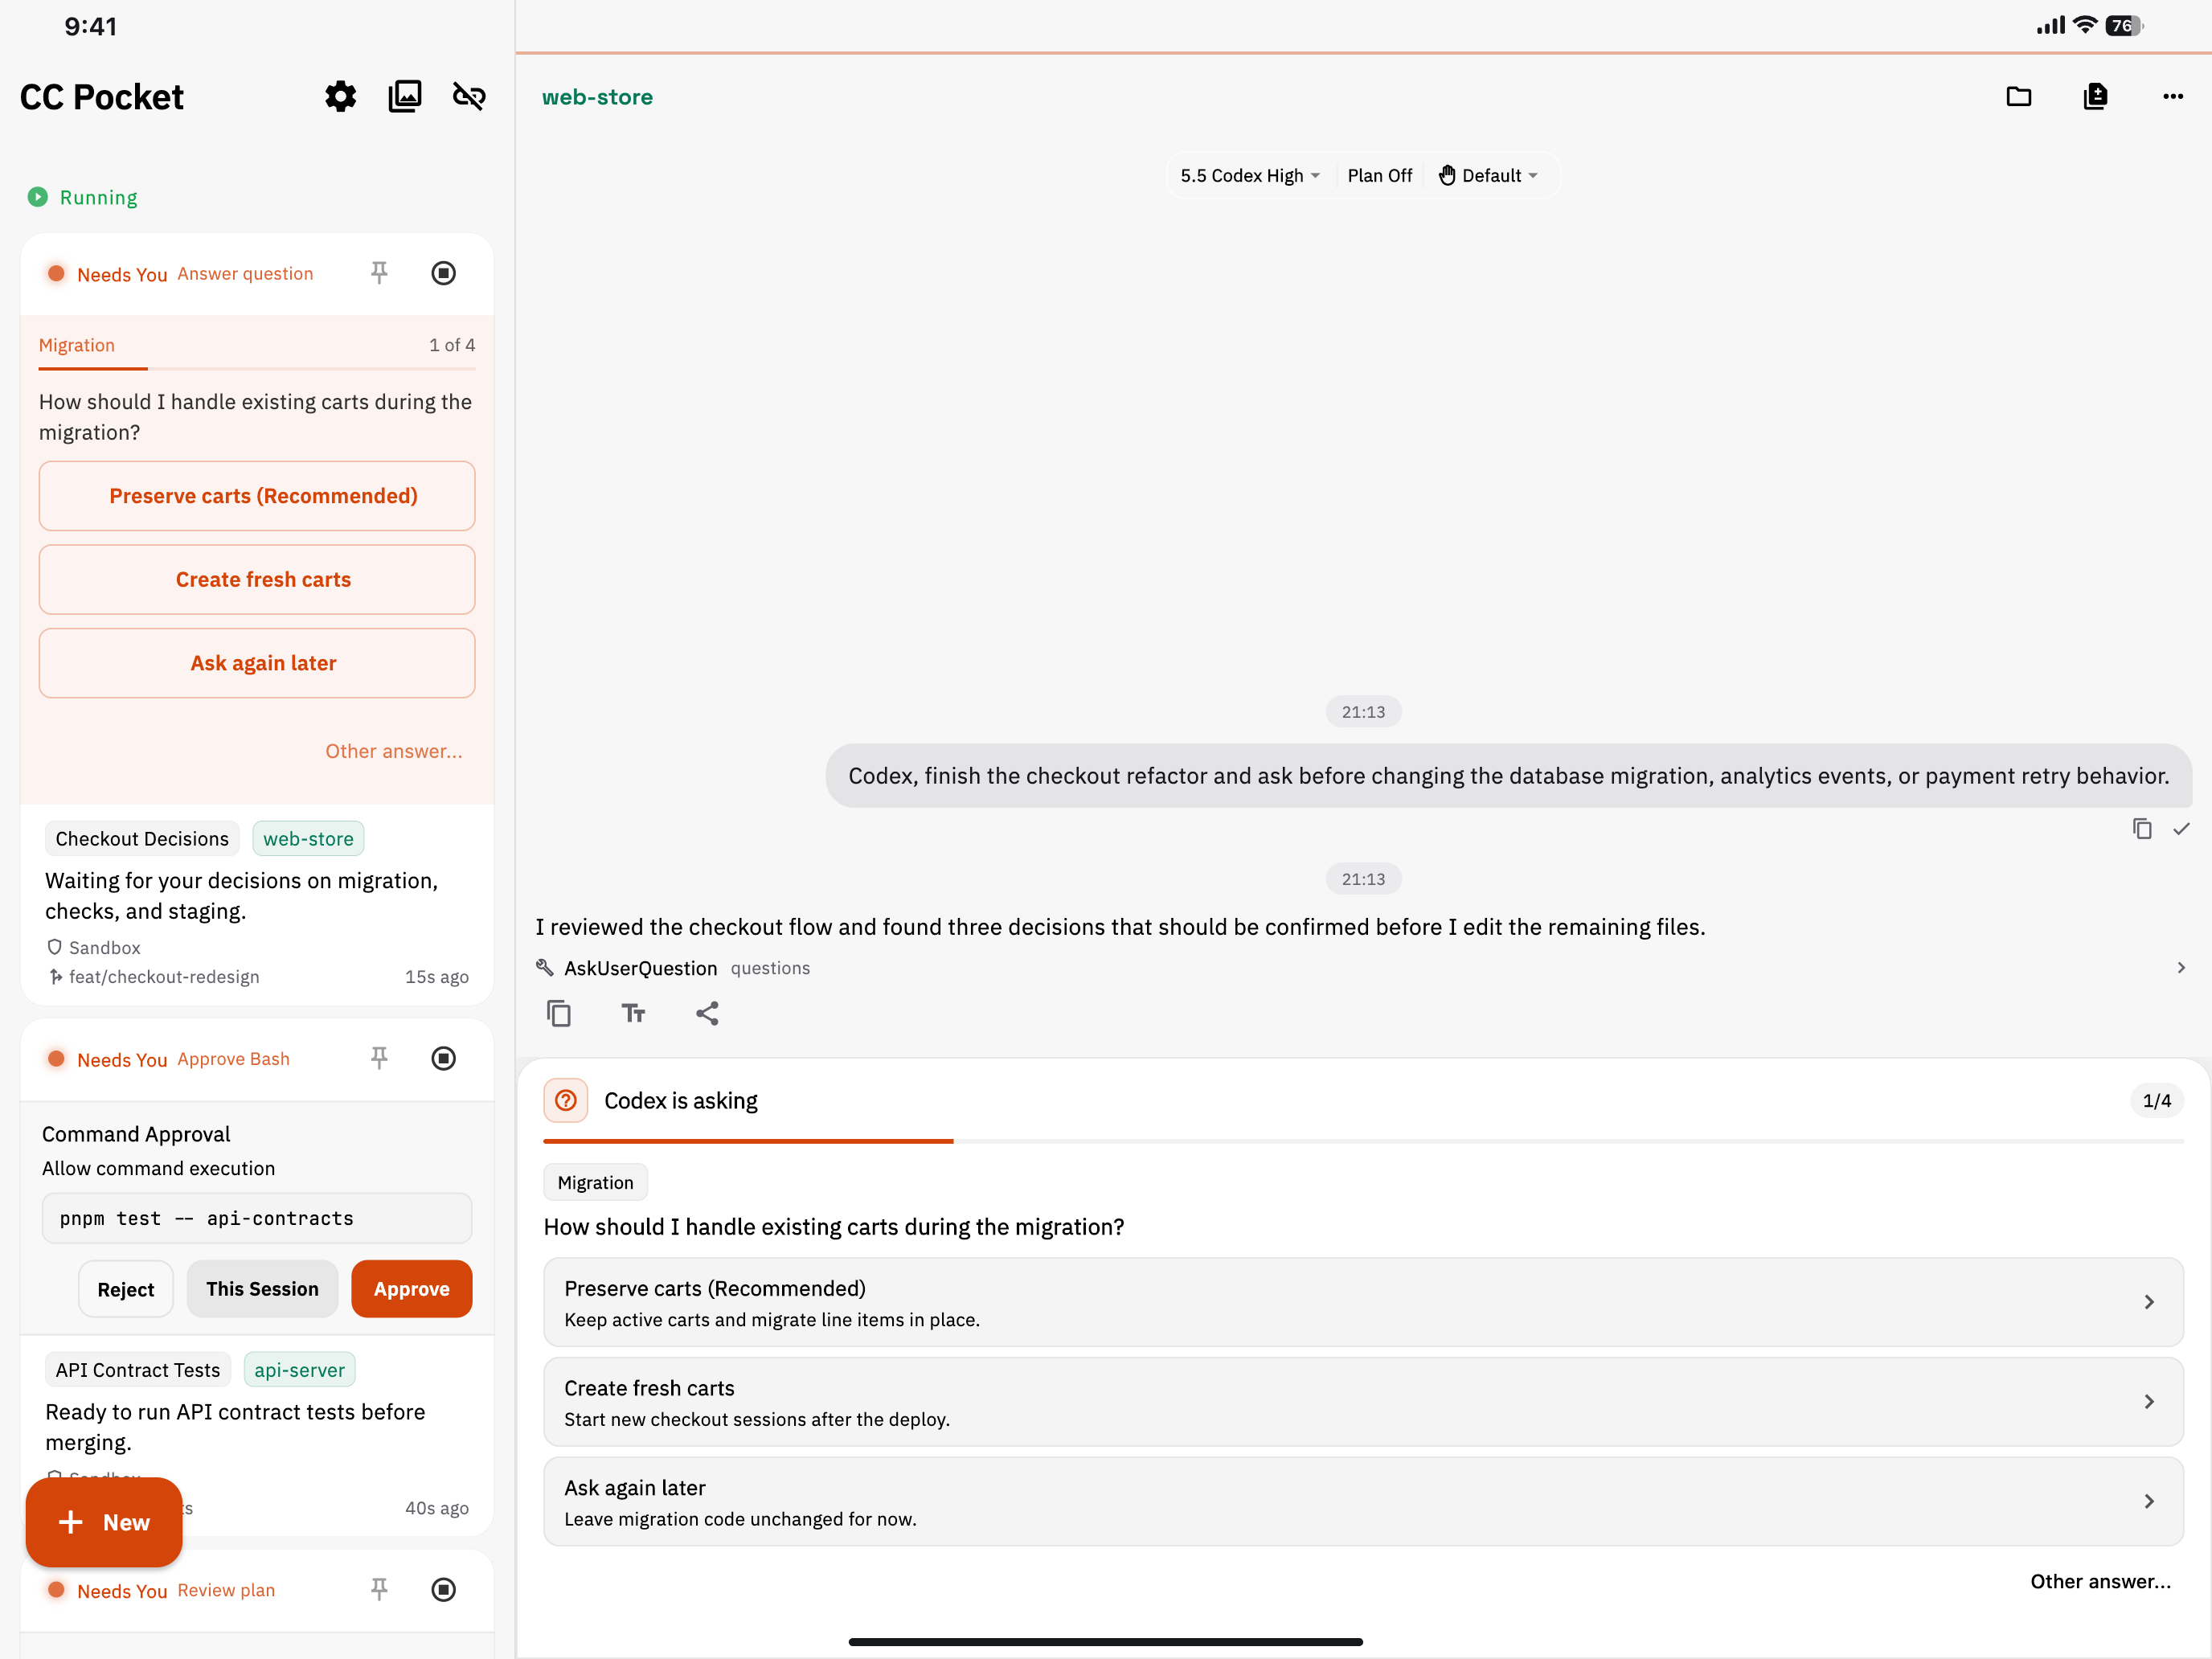 9:41
76
CC Pocket
Running
Needs You Answer question
Migration 1 of 4
How should I handle existing carts during the
migration?
Preserve carts (Recommended)
Create fresh carts
Ask again later
Other answer...
Checkout Decisions web-store
Waiting for your decisions on migration,
checks, and staging.
Sandbox
feat/checkout-redesign 15s ago
Needs You Approve Bash
Command Approval
Allow command execution
pnpm test -- api-contracts
Reject This Session Approve
API Contract Tests api-server
Ready to run API contract tests before
merging.
40s ago
+ New
Needs You Review plan
web-store
5.5 Codex High Plan Off Default
21:13
Codex, finish the checkout refactor and ask before changing the database migration, analytics events, or payment retry behavior.
21:13
I reviewed the checkout flow and found three decisions that should be confirmed before I edit the remaining files.
AskUserQuestion questions
Codex is asking 1/4
Migration
How should I handle existing carts during the migration?
Preserve carts (Recommended)
Keep active carts and migrate line items in place.
Create fresh carts
Start new checkout sessions after the deploy.
Ask again later
Leave migration code unchanged for now.
Other answer...